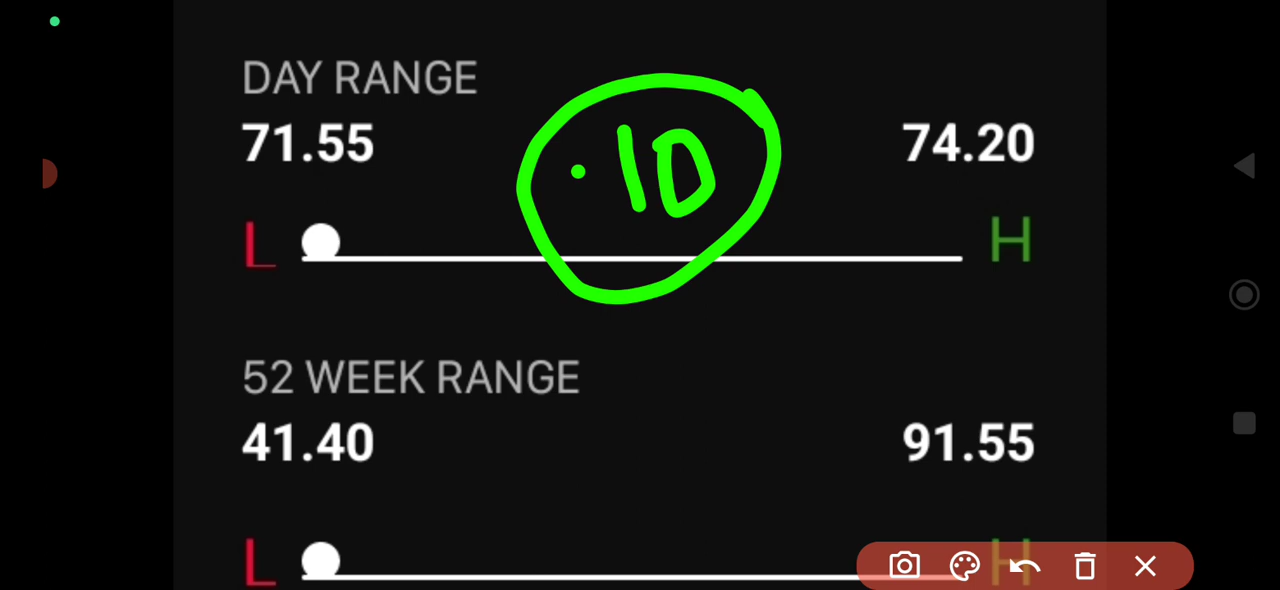 DAY RANGE
71.55 74.20
.10
L H
52 WEEK RANGE
41.40 91.55
L H